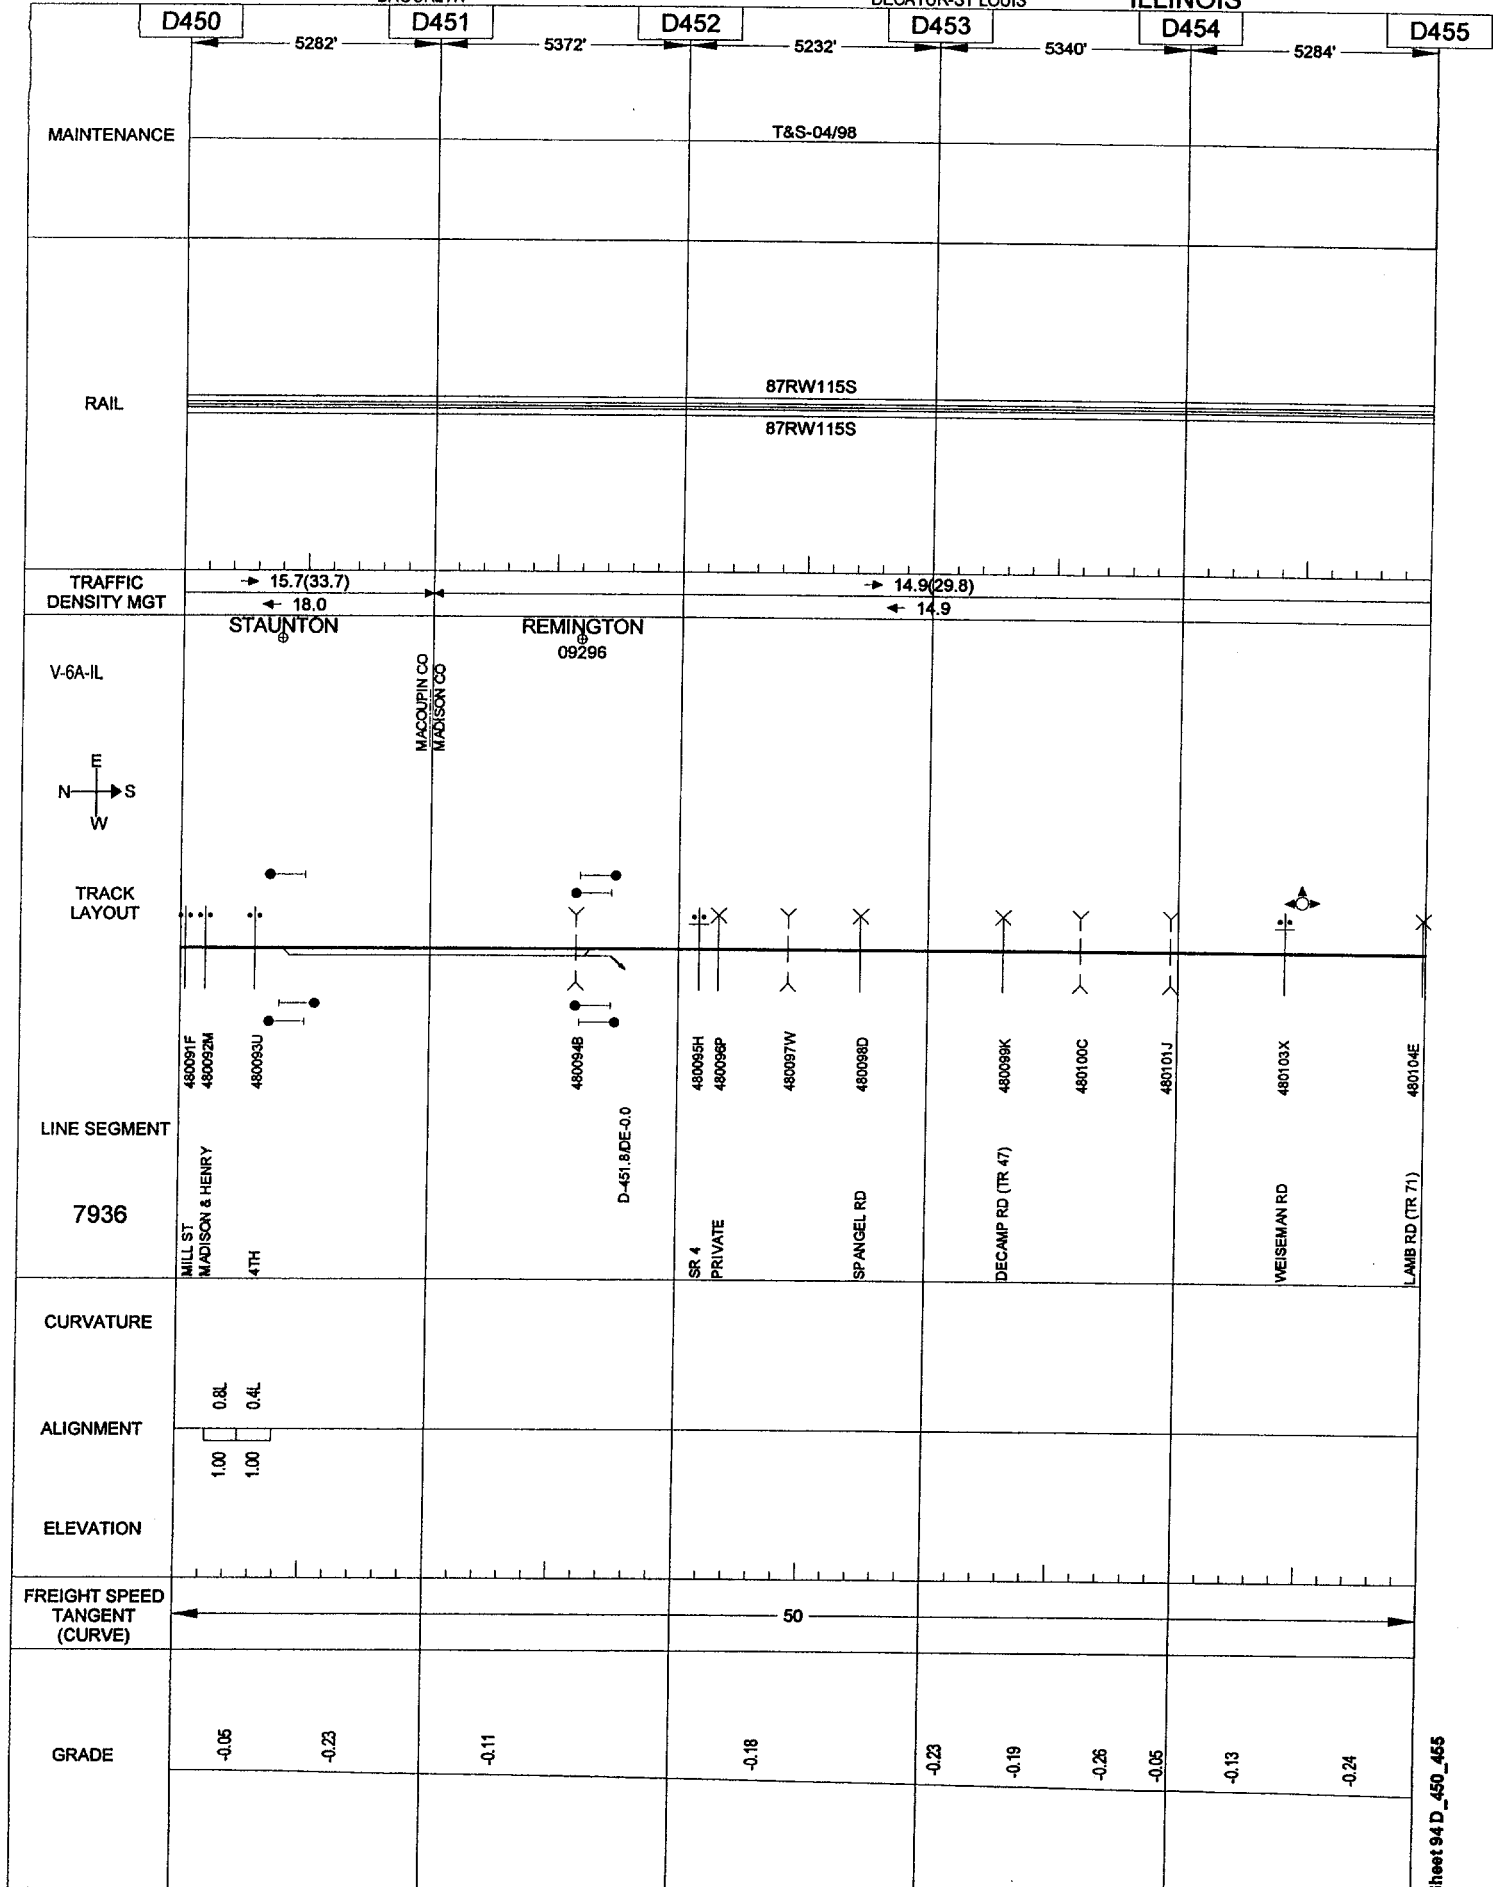 DECATUR-ST LOUIS
ILLINOIS
D450
D451
D452
D453
D454
D455
5282'
5372'
5232'
5340'
5284'
MAINTENANCE
T&S-04/98
RAIL
87RW115S
87RW115S
TRAFFIC
DENSITY MGT
15.7(33.7)
18.0
14.9(29.8)
14.9
STAUNTON
REMINGTON
09296
V-6A-IL
MACOUPIN CO
MADISON CO
E
N S
W
TRACK
LAYOUT
480091F
480092M
480093U
480094B
480095H
480096P
480097W
480098D
480099K
480100C
480101J
480103X
480104E
LINE SEGMENT
7936
D-451.8/DE-0.0
MILL ST
MADISON & HENRY
4TH
SR 4
PRIVATE
SPANGEL RD
DECAMP RD (TR 47)
WEISEMAN RD
LAMB RD (TR 71)
CURVATURE
0.8L
0.4L
ALIGNMENT
1.00
1.00
ELEVATION
FREIGHT SPEED
TANGENT
(CURVE)
50
GRADE
-0.05
-0.23
-0.11
-0.18
-0.23
-0.19
-0.26
-0.05
-0.13
-0.24
94 D_450_455